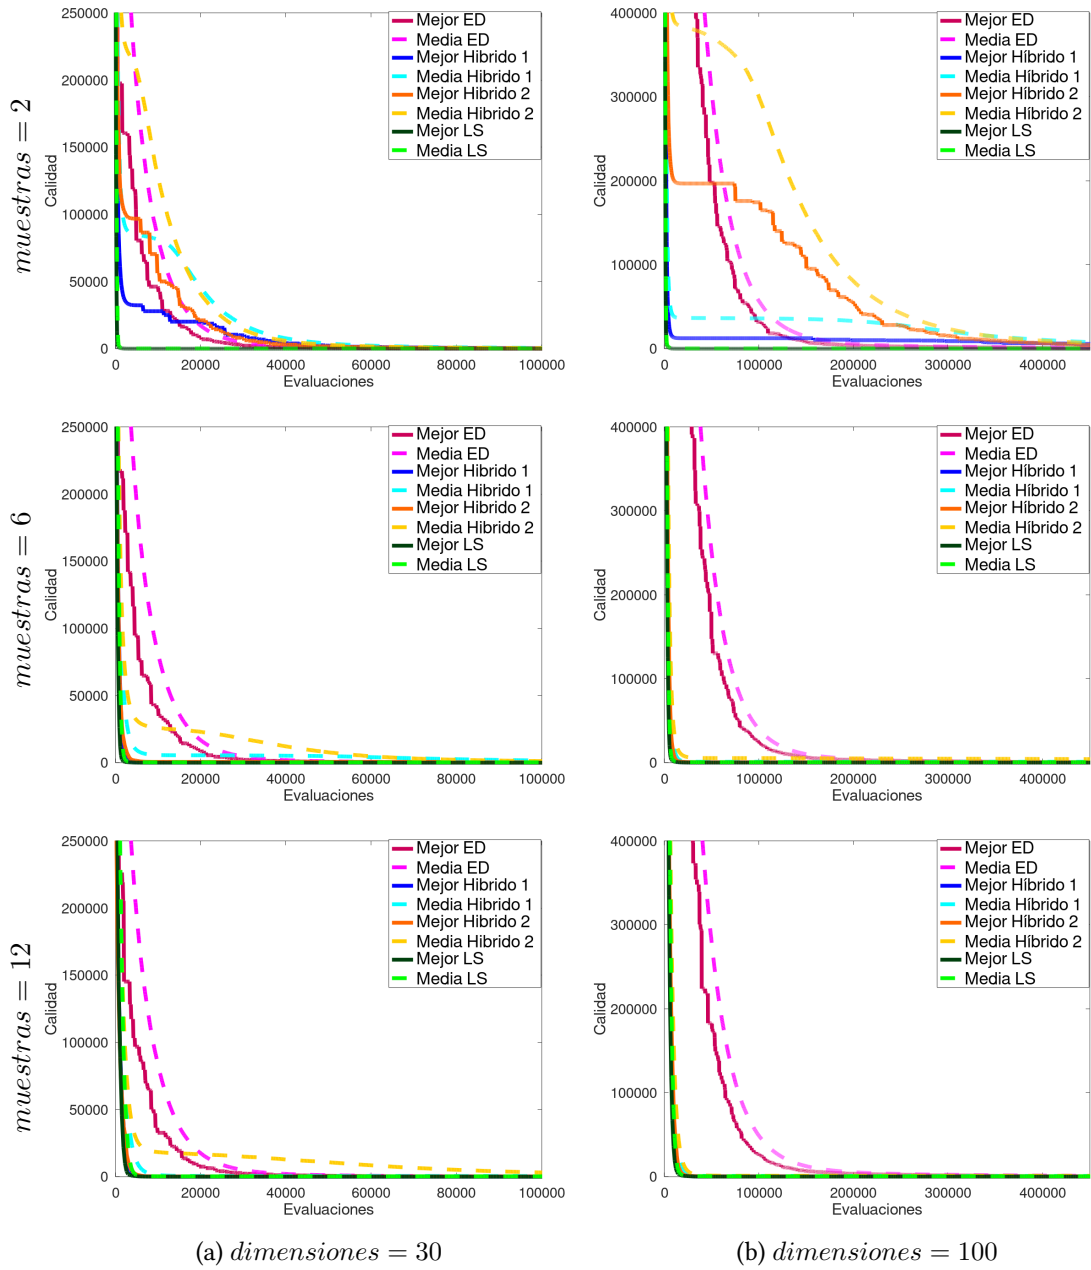 muestras = 2
250000
200000
150000
100000
50000
0
Calidad
0 20000 40000 60000 80000 100000
Evaluaciones
Mejor ED
Media ED
Mejor Hibrido 1
Media Hibrido 1
Mejor Hibrido 2
Media Hibrido 2
Mejor LS
Media LS
400000
300000
200000
100000
0
Calidad
0 100000 200000 300000 400000
Evaluaciones
Mejor ED
Media ED
Mejor Híbrido 1
Media Híbrido 1
Mejor Híbrido 2
Media Híbrido 2
Mejor LS
Media LS
muestras = 6
250000
200000
150000
100000
50000
0
Calidad
0 20000 40000 60000 80000 100000
Evaluaciones
Mejor ED
Media ED
Mejor Hibrido 1
Media Hibrido 1
Mejor Hibrido 2
Media Hibrido 2
Mejor LS
Media LS
400000
300000
200000
100000
0
Calidad
0 100000 200000 300000 400000
Evaluaciones
Mejor ED
Media ED
Mejor Híbrido 1
Media Híbrido 1
Mejor Híbrido 2
Media Híbrido 2
Mejor LS
Media LS
muestras = 12
250000
200000
150000
100000
50000
0
Calidad
0 20000 40000 60000 80000 100000
Evaluaciones
Mejor ED
Media ED
Mejor Hibrido 1
Media Hibrido 1
Mejor Hibrido 2
Media Hibrido 2
Mejor LS
Media LS
400000
300000
200000
100000
0
Calidad
0 100000 200000 300000 400000
Evaluaciones
Mejor ED
Media ED
Mejor Híbrido 1
Media Híbrido 1
Mejor Híbrido 2
Media Híbrido 2
Mejor LS
Media LS
(a) dimensiones = 30
(b) dimensiones = 100